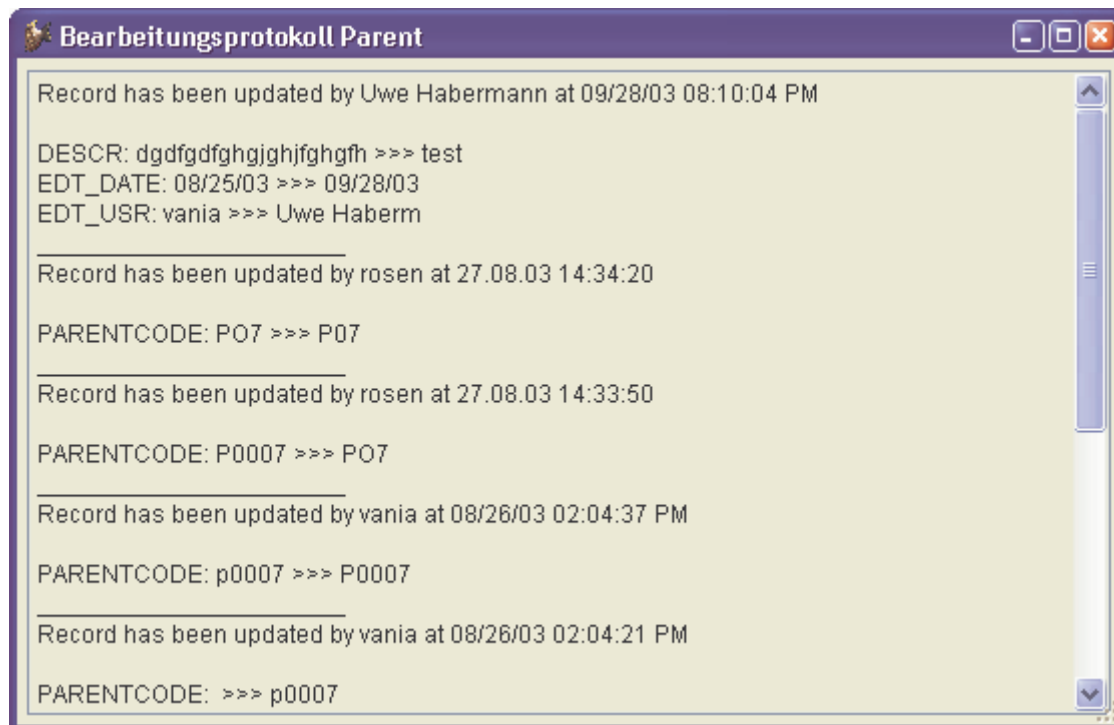 Bearbeitungsprotokoll Parent
Record has been updated by Uwe Habermann at 09/28/03 08:10:04 PM
DESCR: dgdfgdfghgjghjfghgfh >>> test
EDT_DATE: 08/25/03 >>> 09/28/03
EDT_USR: vania >>> Uwe Haberm
______________________
Record has been updated by rosen at 27.08.03 14:34:20
PARENTCODE: PO7 >>> P07
______________________
Record has been updated by rosen at 27.08.03 14:33:50
PARENTCODE: P0007 >>> PO7
______________________
Record has been updated by vania at 08/26/03 02:04:37 PM
PARENTCODE: p0007 >>> P0007
______________________
Record has been updated by vania at 08/26/03 02:04:21 PM
PARENTCODE:  >>> p0007